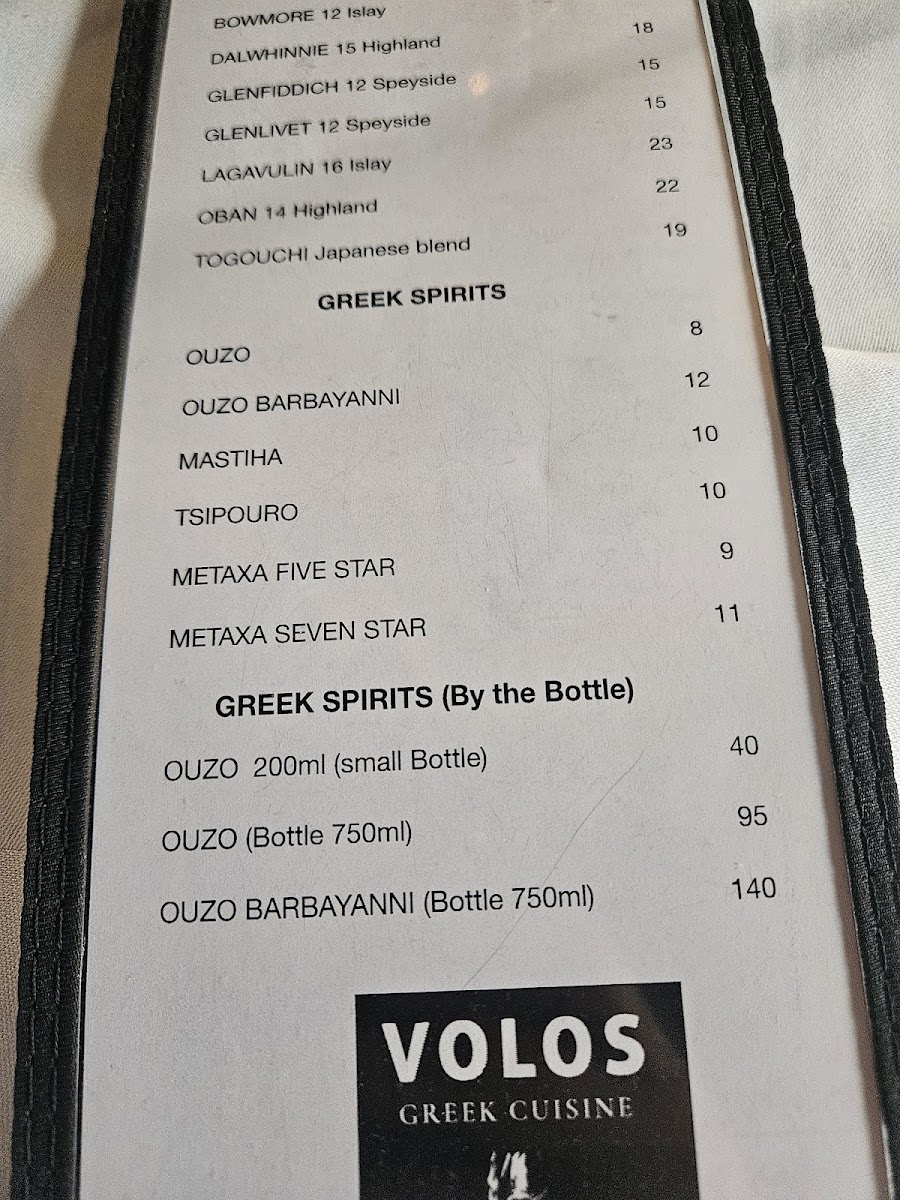 BOWMORE 12 Islay
DALWHINNIE 15 Highland 18
GLENFIDDICH 12 Speyside 15
GLENLIVET 12 Speyside 15
LAGAVULIN 16 Islay 23
OBAN 14 Highland 22
TOGOUCHI Japanese blend 19
GREEK SPIRITS
OUZO 8
OUZO BARBAYANNI 12
MASTIHA 10
TSIPOURO 10
METAXA FIVE STAR 9
METAXA SEVEN STAR 11
GREEK SPIRITS (By the Bottle)
OUZO 200ml (small Bottle) 40
OUZO (Bottle 750ml) 95
OUZO BARBAYANNI (Bottle 750ml) 140
VOLOS
GREEK CUISINE